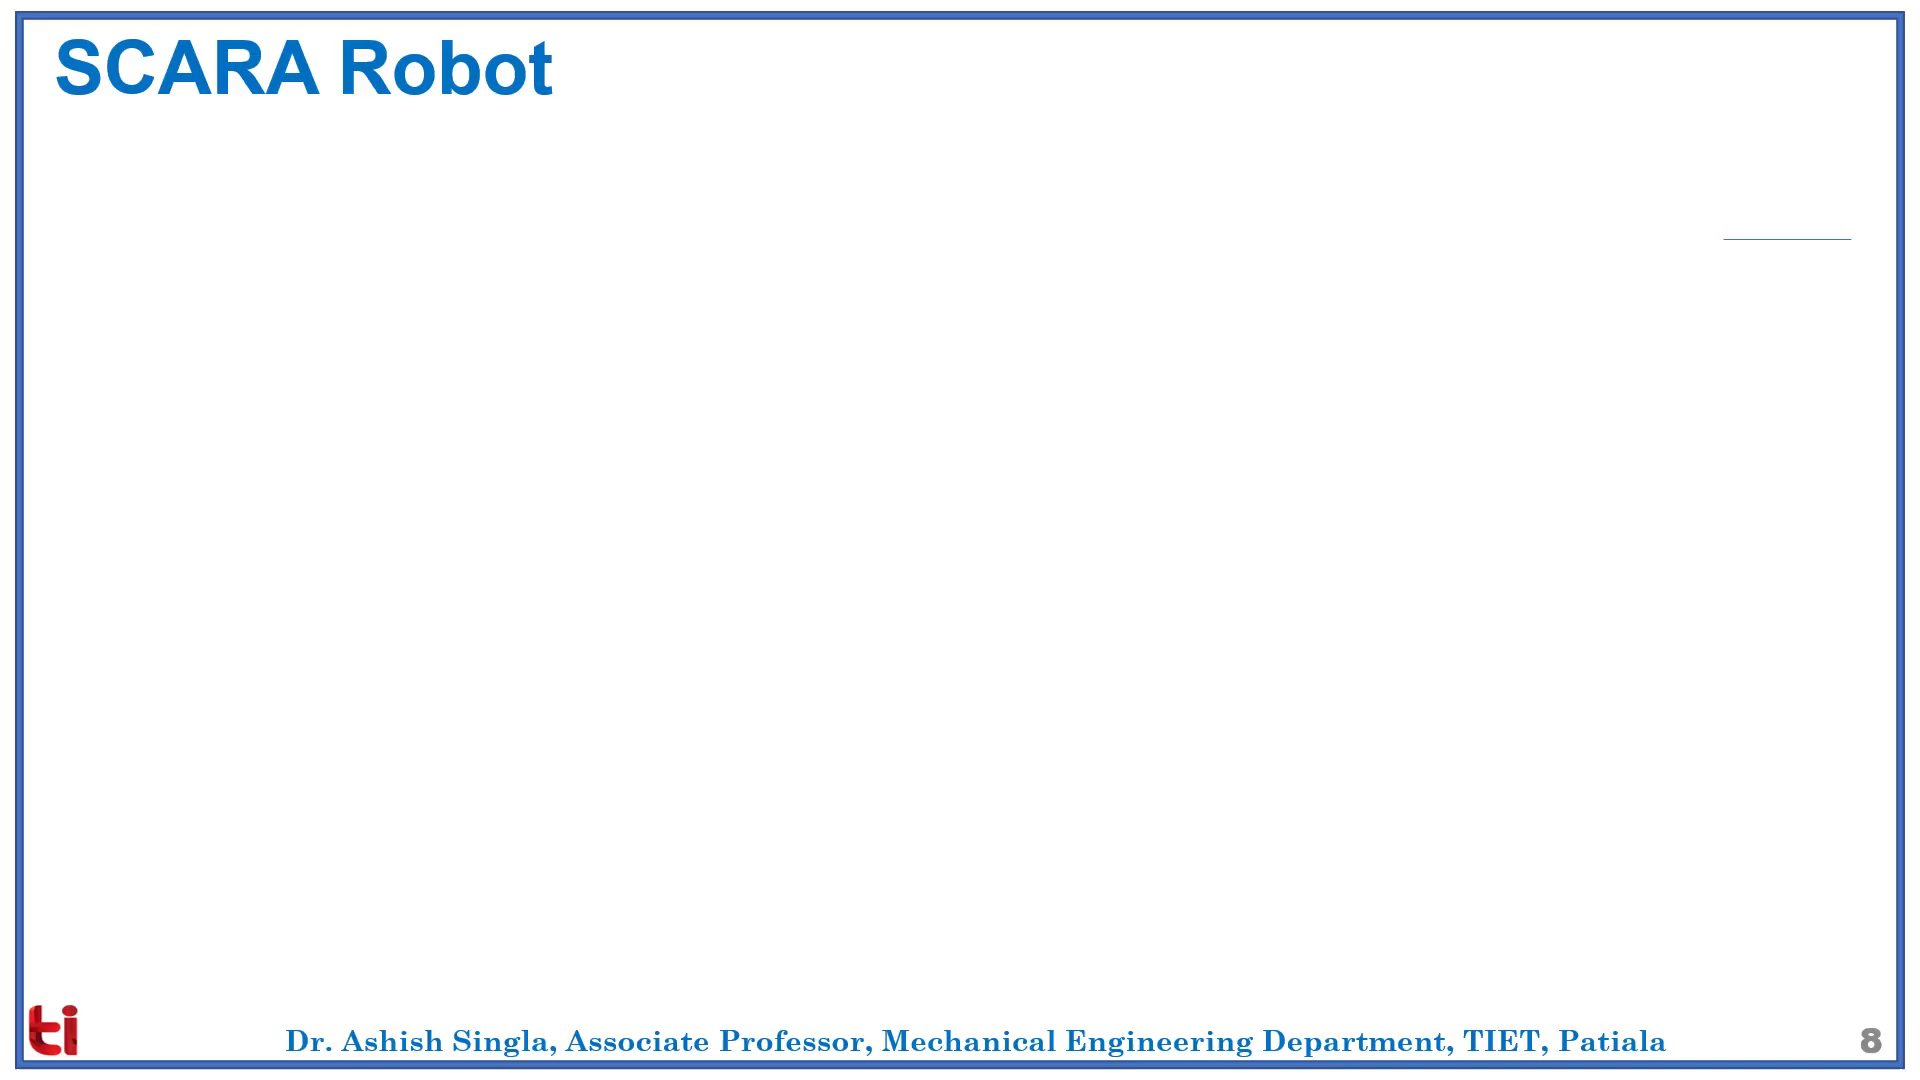 SCARA Robot
ti
Dr. Ashish Singla, Associate Professor, Mechanical Engineering Department, TIET, Patiala
8